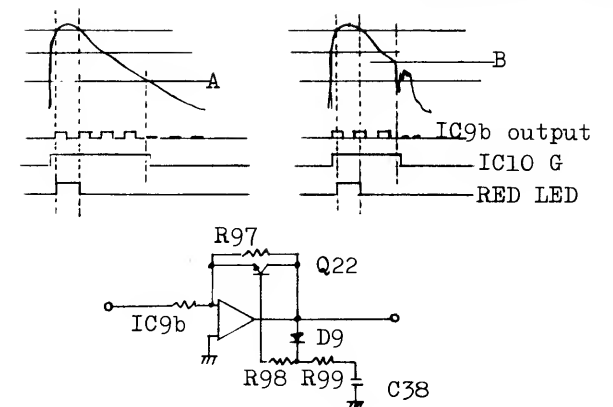 A
B
IC9b output
IC10 G
RED LED
R97
Q22
IC9b
D9
R98 R99
C38